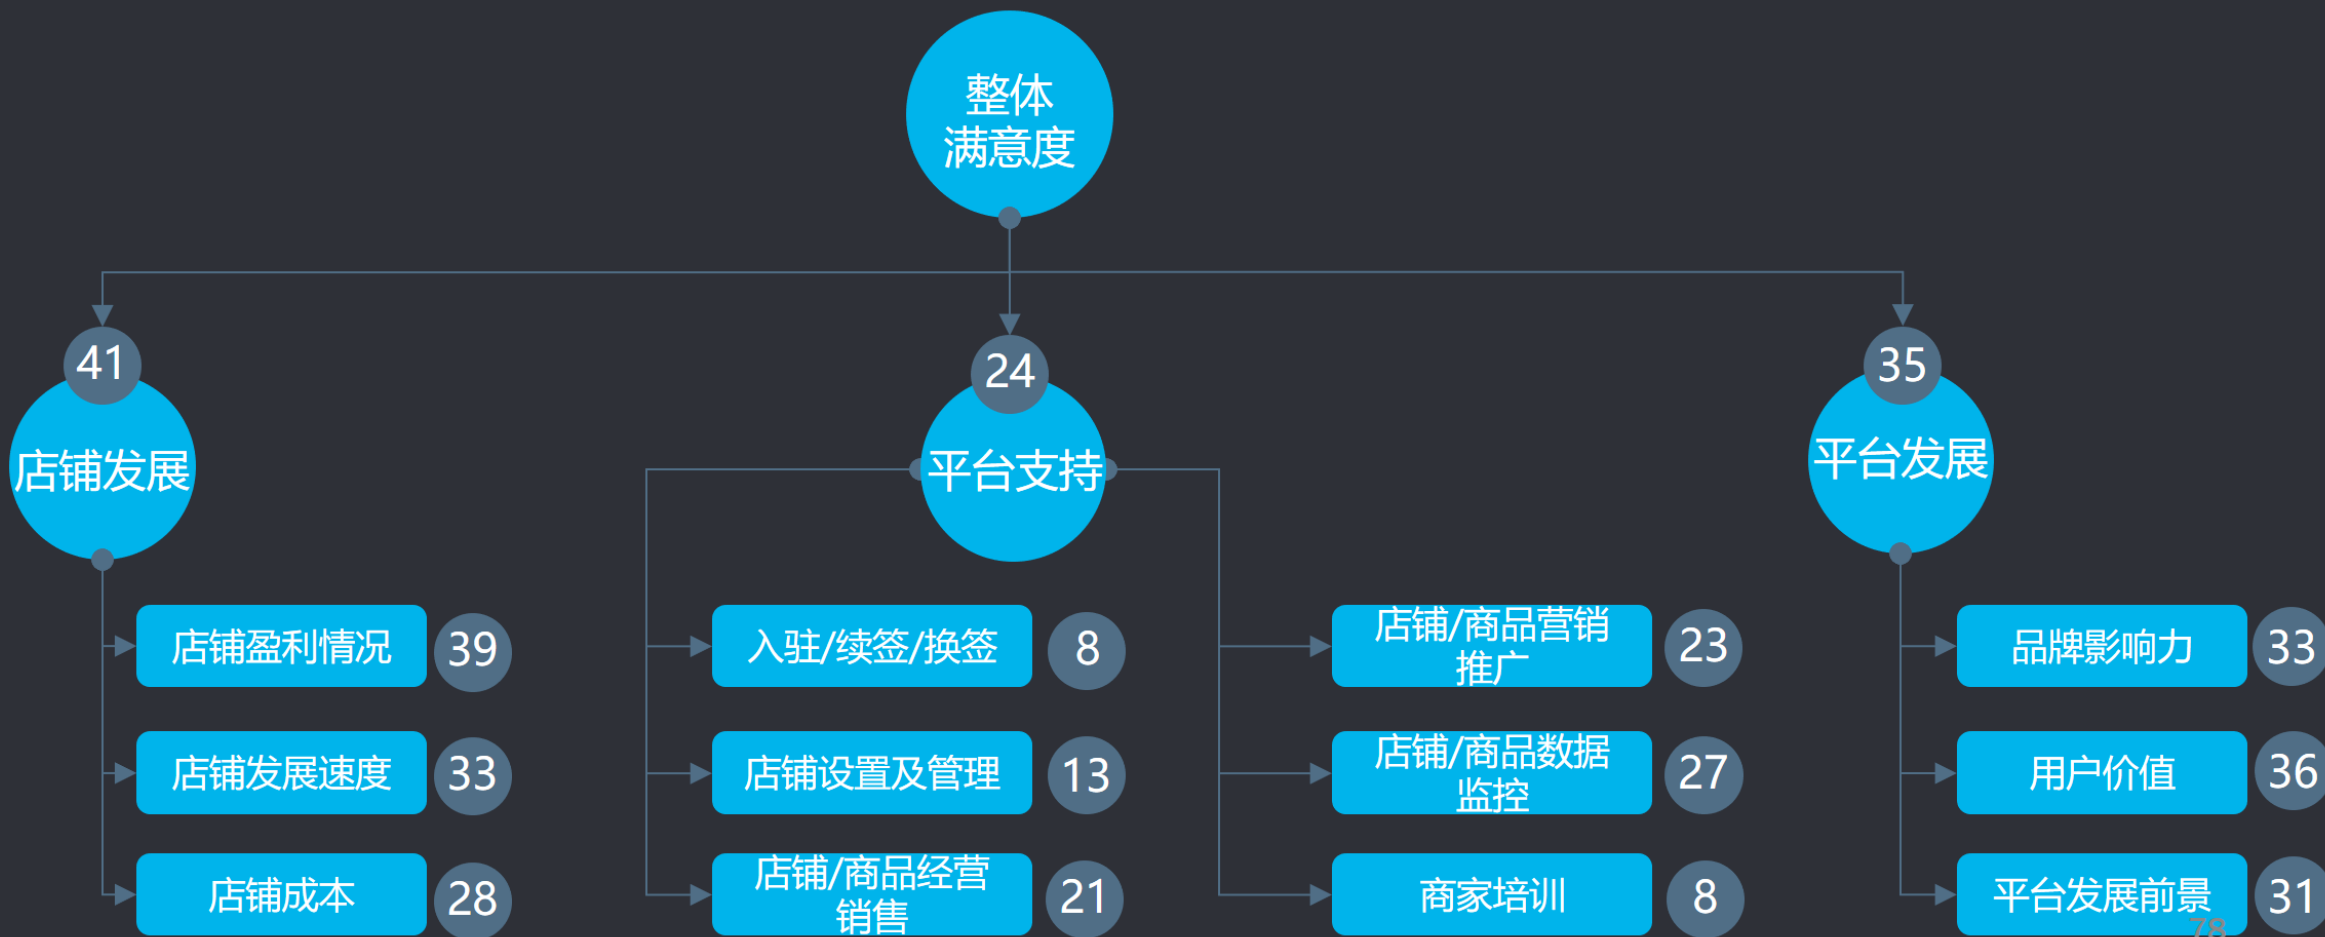 整体
满意度
41
店铺发展
24
平台支持
35
平台发展
店铺盈利情况
39
店铺发展速度
33
店铺成本
28
入驻/续签/换签
8
店铺设置及管理
13
店铺/商品经营
销售
21
店铺/商品营销
推广
23
店铺/商品数据
监控
27
商家培训
8
品牌影响力
33
用户价值
36
平台发展前景
31
78